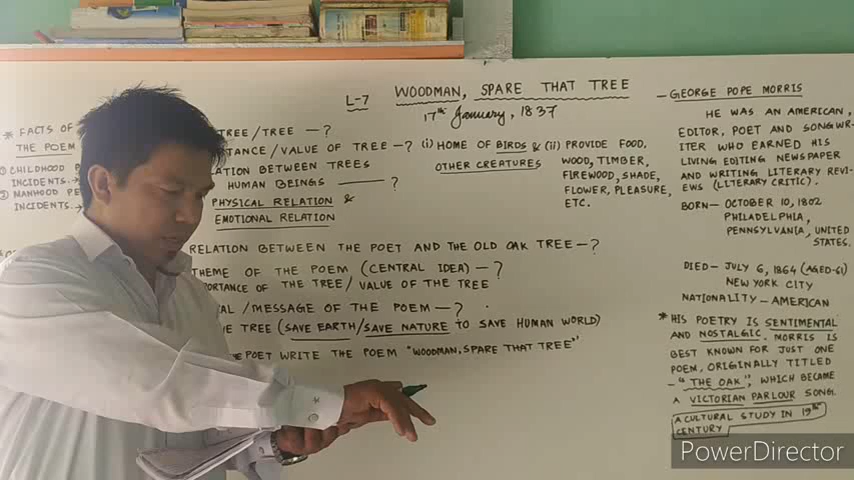 L-7 WOODMAN, SPARE THAT TREE
17th January, 1837
* FACTS OF
THE POEM
① CHILDHOOD PE
INCIDENTS.→
② MANHOOD PE
INCIDENTS.→
TREE/TREE — ?
TANCE/VALUE OF TREE — ? (i) HOME OF BIRDS & (ii) PROVIDE FOOD,
OTHER CREATURES WOOD, TIMBER,
FIREWOOD, SHADE,
FLOWER, PLEASURE,
ETC.
LATION BETWEEN TREES
HUMAN BEINGS — ?
PHYSICAL RELATION &
EMOTIONAL RELATION
RELATION BETWEEN THE POET AND THE OLD OAK TREE — ?
THEME OF THE POEM (CENTRAL IDEA) — ?
PORTANCE OF THE TREE / VALUE OF THE TREE
AL / MESSAGE OF THE POEM — ?
TREE (SAVE EARTH/SAVE NATURE TO SAVE HUMAN WORLD)
POET WRITE THE POEM "WOODMAN, SPARE THAT TREE"
— GEORGE POPE MORRIS
HE WAS AN AMERICAN,
EDITOR, POET AND SONGWR-
ITER WHO EARNED HIS
LIVING EDITING NEWSPAPER
AND WRITING LITERARY REVI-
EWS (LITERARY CRITIC).
BORN — OCTOBER 10, 1802
PHILADELPHIA,
PENNSYLVANIA, UNITED
STATES.
DIED — JULY 6, 1864 (AGED-61)
NEW YORK CITY
NATIONALITY — AMERICAN
* HIS POETRY IS SENTIMENTAL
AND NOSTALGIC. MORRIS IS
BEST KNOWN FOR JUST ONE
POEM, ORIGINALLY TITLED
— "THE OAK", WHICH BECAME
A VICTORIAN PARLOUR SONG.
A CULTURAL STUDY IN 19th
CENTURY
PowerDirector